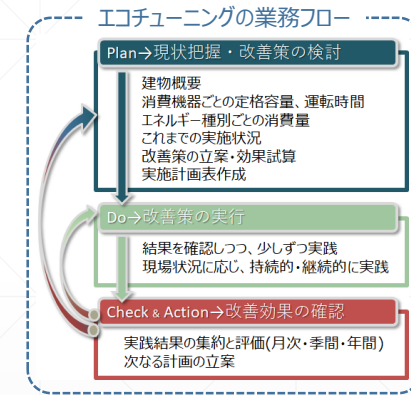 エコチューニングの業務フロー
Plan→現状把握・改善策の検討
建物概要
消費機器ごとの定格容量、運転時間
エネルギー種別ごとの消費量
これまでの実施状況
改善策の立案・効果試算
実施計画表作成
Do→改善策の実行
結果を確認しつつ、少しずつ実践
現場状況に応じ、持続的・継続的に実践
Check & Action→改善効果の確認
実践結果の集約と評価(月次・季間・年間)
次なる計画の立案